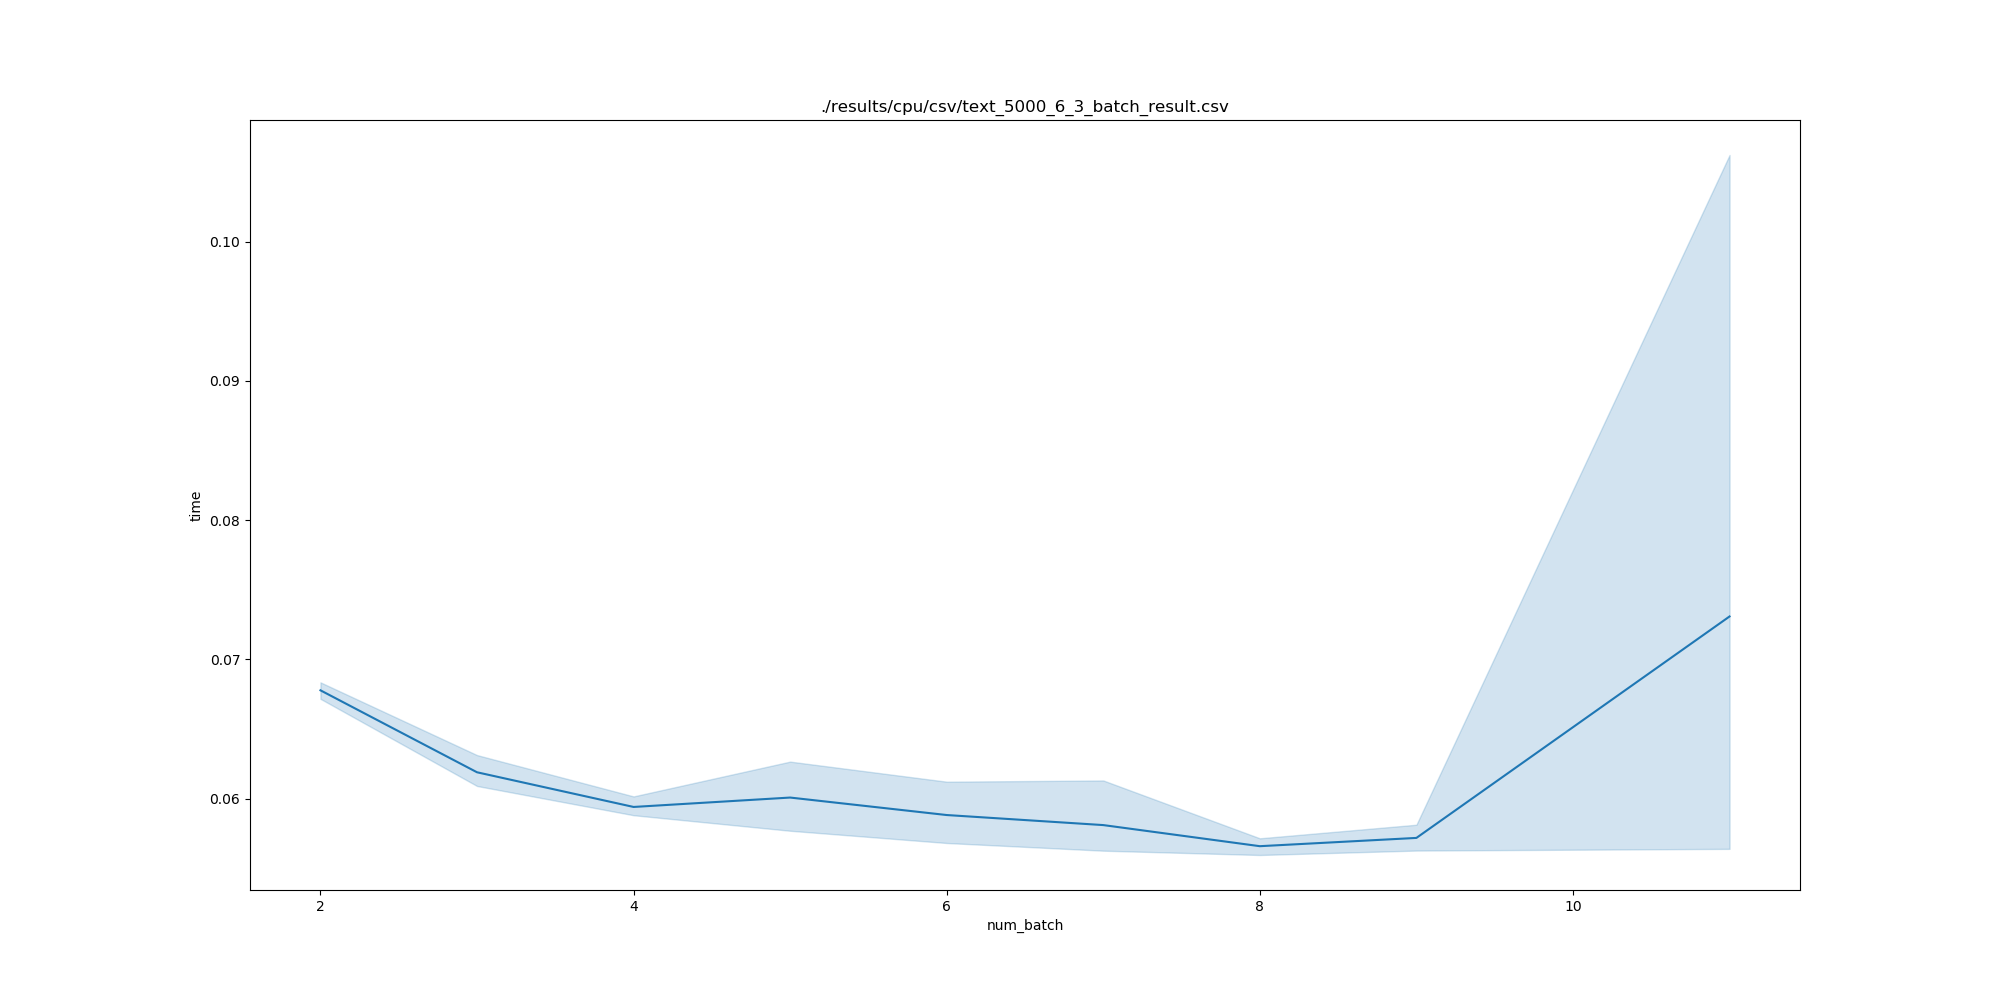 ./results/cpu/csv/text_5000_6_3_batch_result.csv
0.10
0.09
0.08
0.07
0.06
time
2 4 6 8 10
num_batch